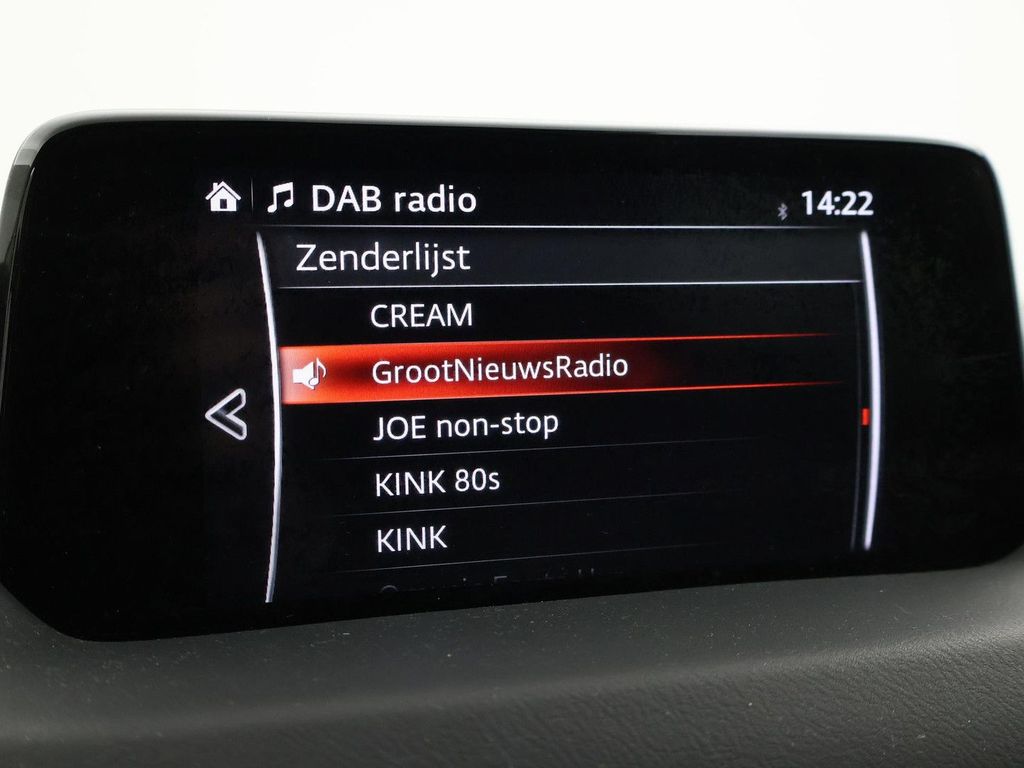 DAB radio
14:22
Zenderlijst
CREAM
GrootNieuwsRadio
JOE non-stop
KINK 80s
KINK